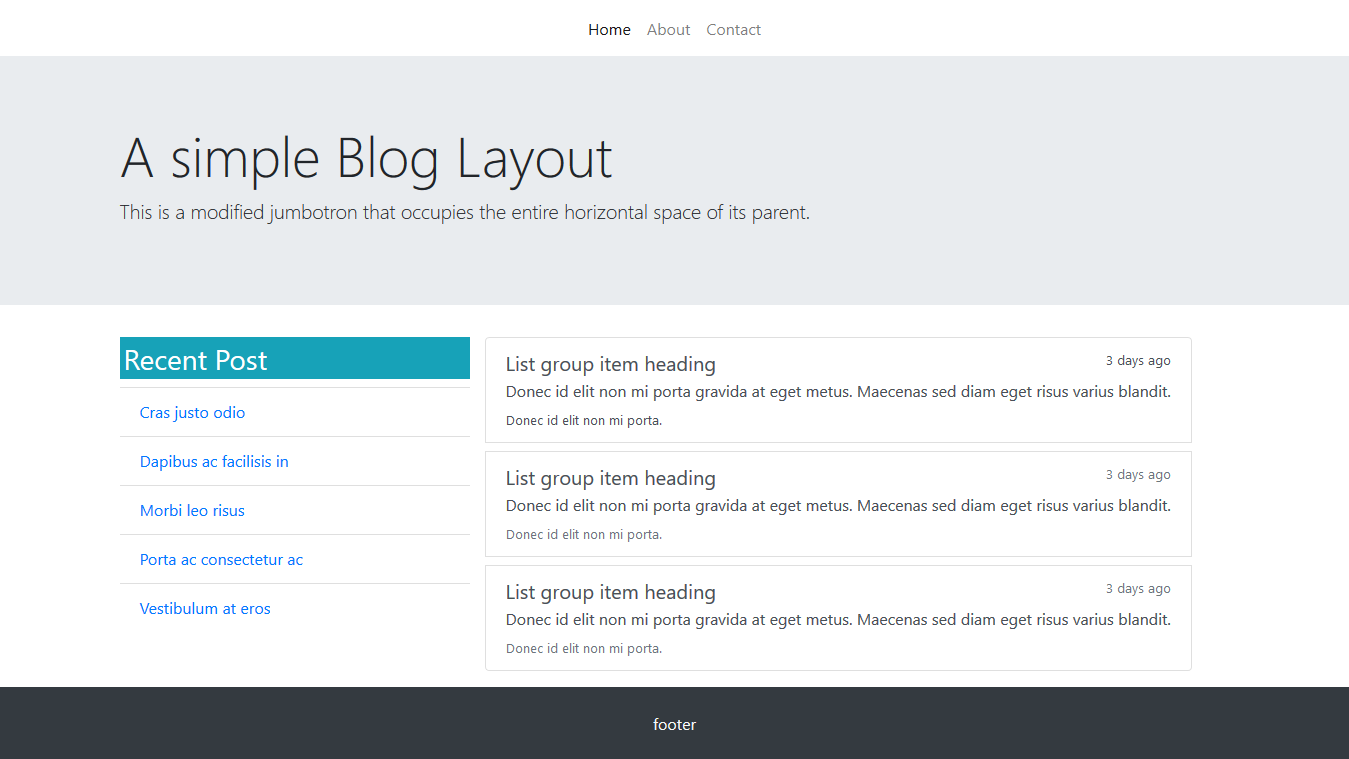 Home About Contact
A simple Blog Layout
This is a modified jumbotron that occupies the entire horizontal space of its parent.
Recent Post
Cras justo odio
Dapibus ac facilisis in
Morbi leo risus
Porta ac consectetur ac
Vestibulum at eros
List group item heading
3 days ago
Donec id elit non mi porta gravida at eget metus. Maecenas sed diam eget risus varius blandit.
Donec id elit non mi porta.
List group item heading
3 days ago
Donec id elit non mi porta gravida at eget metus. Maecenas sed diam eget risus varius blandit.
Donec id elit non mi porta.
List group item heading
3 days ago
Donec id elit non mi porta gravida at eget metus. Maecenas sed diam eget risus varius blandit.
Donec id elit non mi porta.
footer